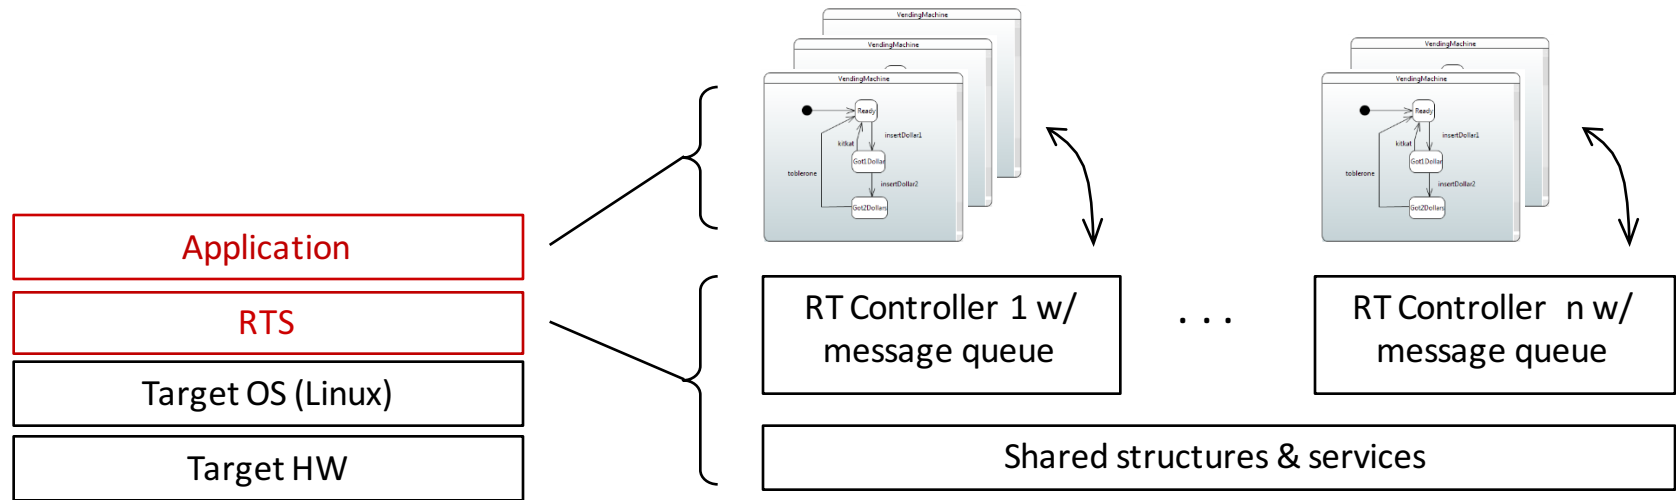 VendingMachine
VendingMachine
VendingMachine
Ready
insertDollar1
kitkat
Got1Dollar
toblerone
insertDollar2
Got2Dollars
VendingMachine
VendingMachine
Ready
insertDollar1
kitkat
Got1Dollar
toblerone
insertDollar2
Got2Dollars
Application
RTS
Target OS (Linux)
Target HW
RT Controller 1 w/
message queue
. . .
RT Controller n w/
message queue
Shared structures & services